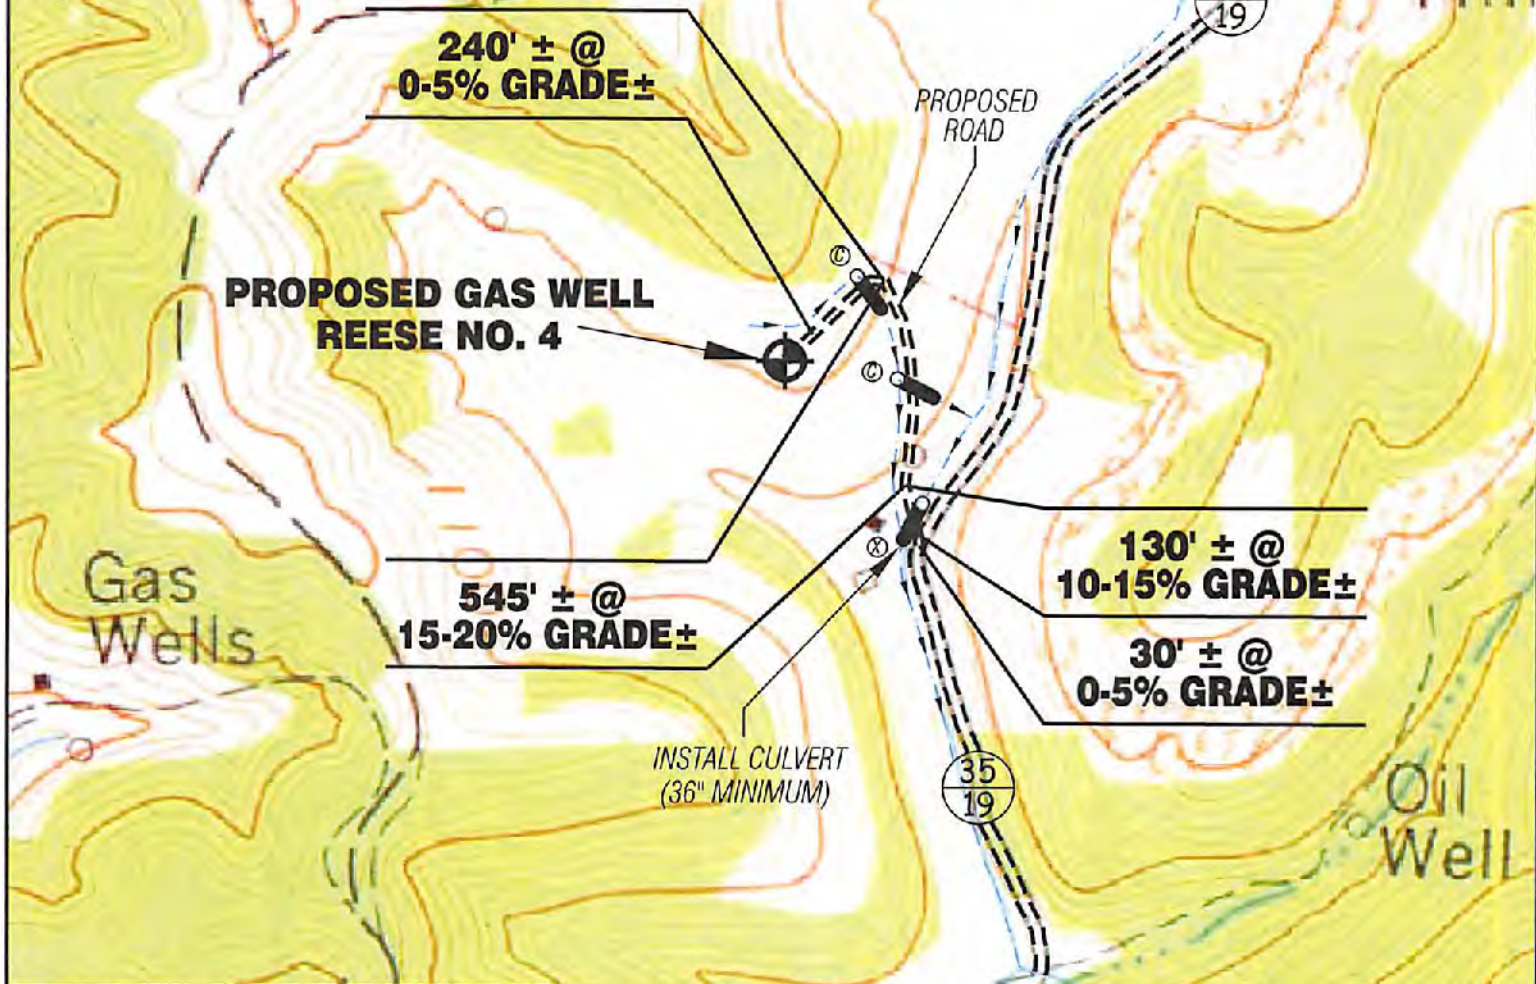 19
240' ± @
0-5% GRADE±
PROPOSED
ROAD
C
PROPOSED GAS WELL
REESE NO. 4
C
130' ± @
10-15% GRADE±
X
Gas
Wells
545' ± @
15-20% GRADE±
30' ± @
0-5% GRADE±
INSTALL CULVERT
(36" MINIMUM)
35
19
Oil
Well